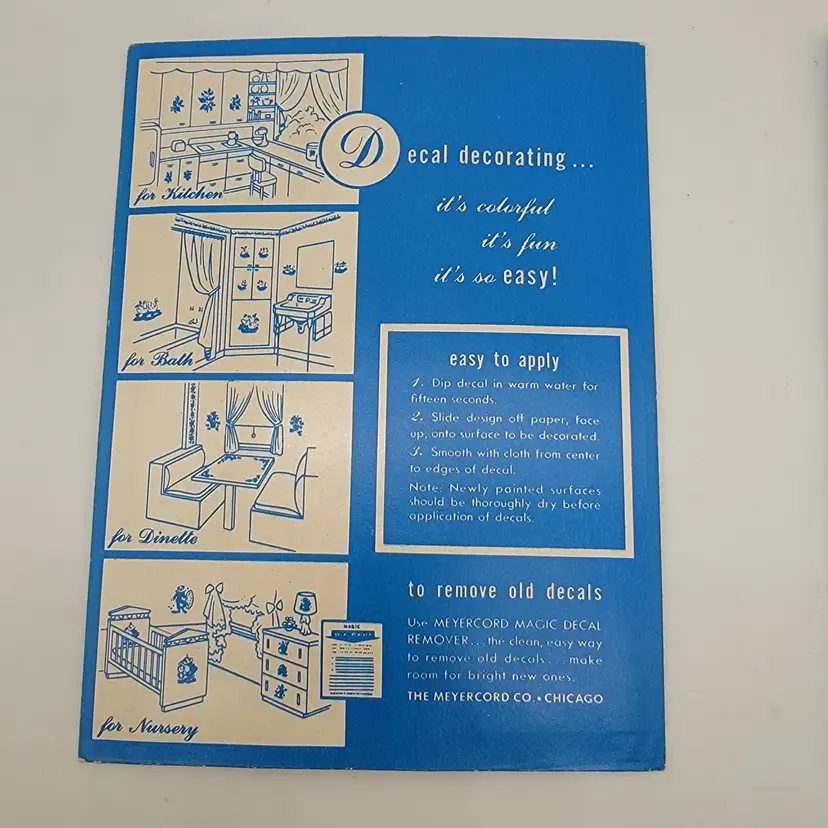 Decal decorating...
it's colorful
it's fun
it's so easy!
for Kitchen
for Bath
for Dinette
for Nursery
easy to apply
1. Dip decal in warm water for
fifteen seconds.
2. Slide design off paper, face
up, onto surface to be decorated.
3. Smooth with cloth from center
to edges of decal.
Note: Newly painted surfaces
should be thoroughly dry before
application of decals.
to remove old decals
Use MEYERCORD MAGIC DECAL
REMOVER...the clean, easy way
to remove old decals... make
room for bright new ones.
THE MEYERCORD CO. • CHICAGO
MAGIC